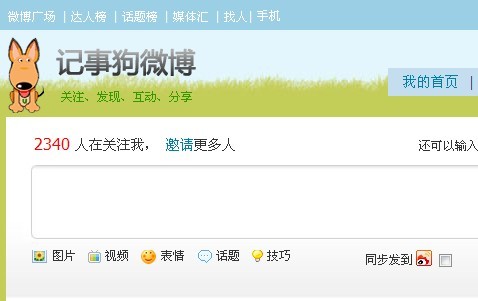 微博广场 | 达人榜 | 话题榜 | 媒体汇 | 找人 | 手机
记事狗微博
关注、发现、互动、分享
我的首页 |
2340 人在关注我， 邀请更多人 还可以输入
图片 视频 表情 话题 技巧 同步发到